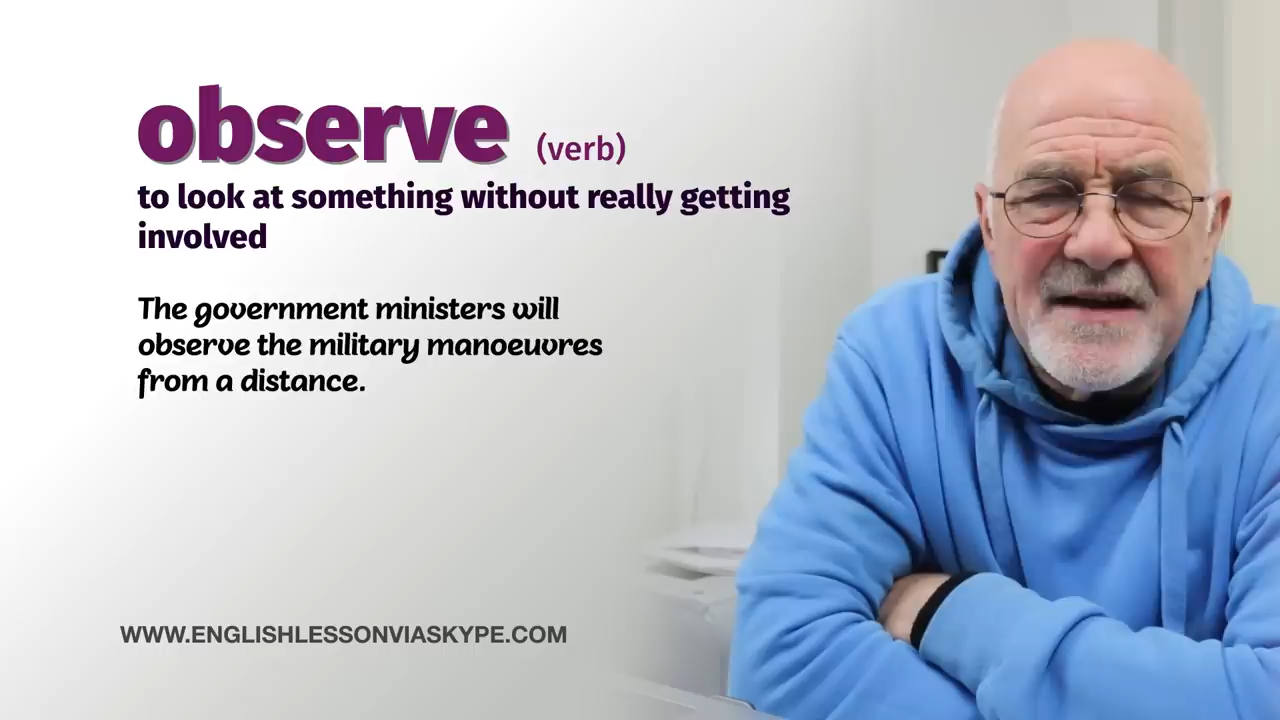 observe (verb)
to look at something without really getting
involved
The government ministers will
observe the military manoeuvres
from a distance.
WWW.ENGLISHLESSONVIASKYPE.COM